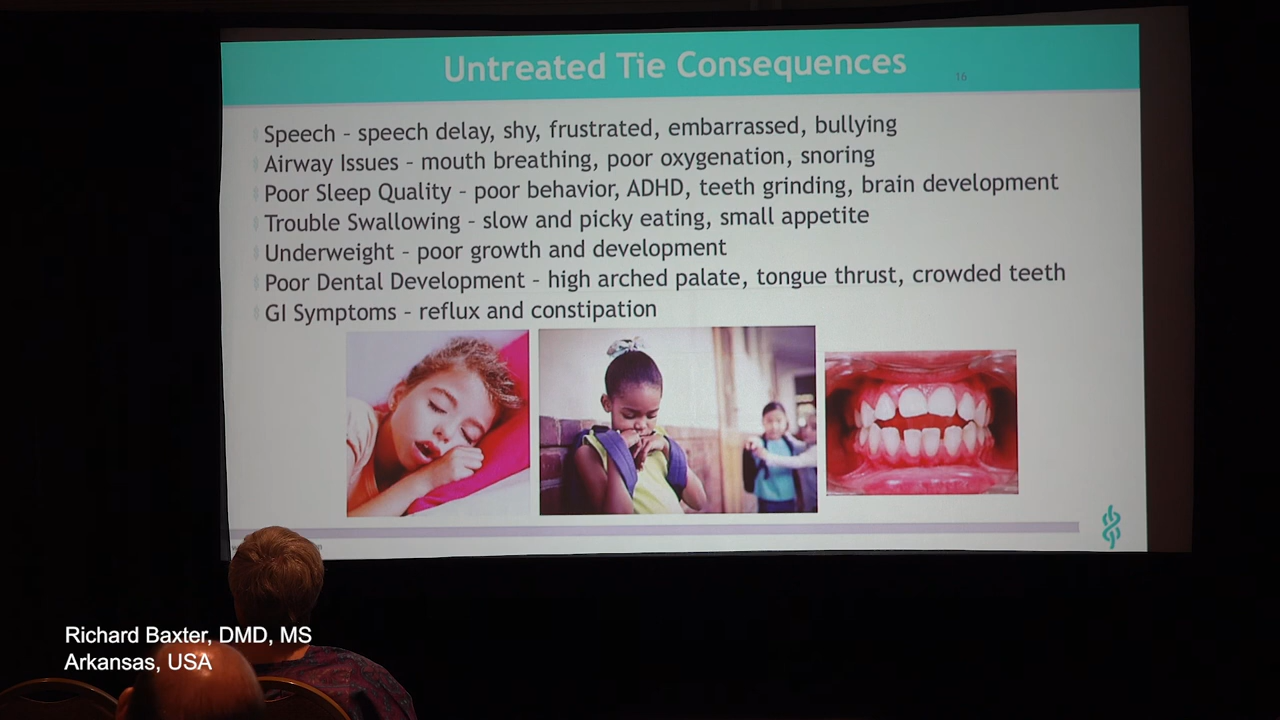 Untreated Tie Consequences
16
Speech – speech delay, shy, frustrated, embarrassed, bullying
Airway Issues – mouth breathing, poor oxygenation, snoring
Poor Sleep Quality – poor behavior, ADHD, teeth grinding, brain development
Trouble Swallowing – slow and picky eating, small appetite
Underweight – poor growth and development
Poor Dental Development – high arched palate, tongue thrust, crowded teeth
GI Symptoms – reflux and constipation
Richard Baxter, DMD, MS
Arkansas, USA